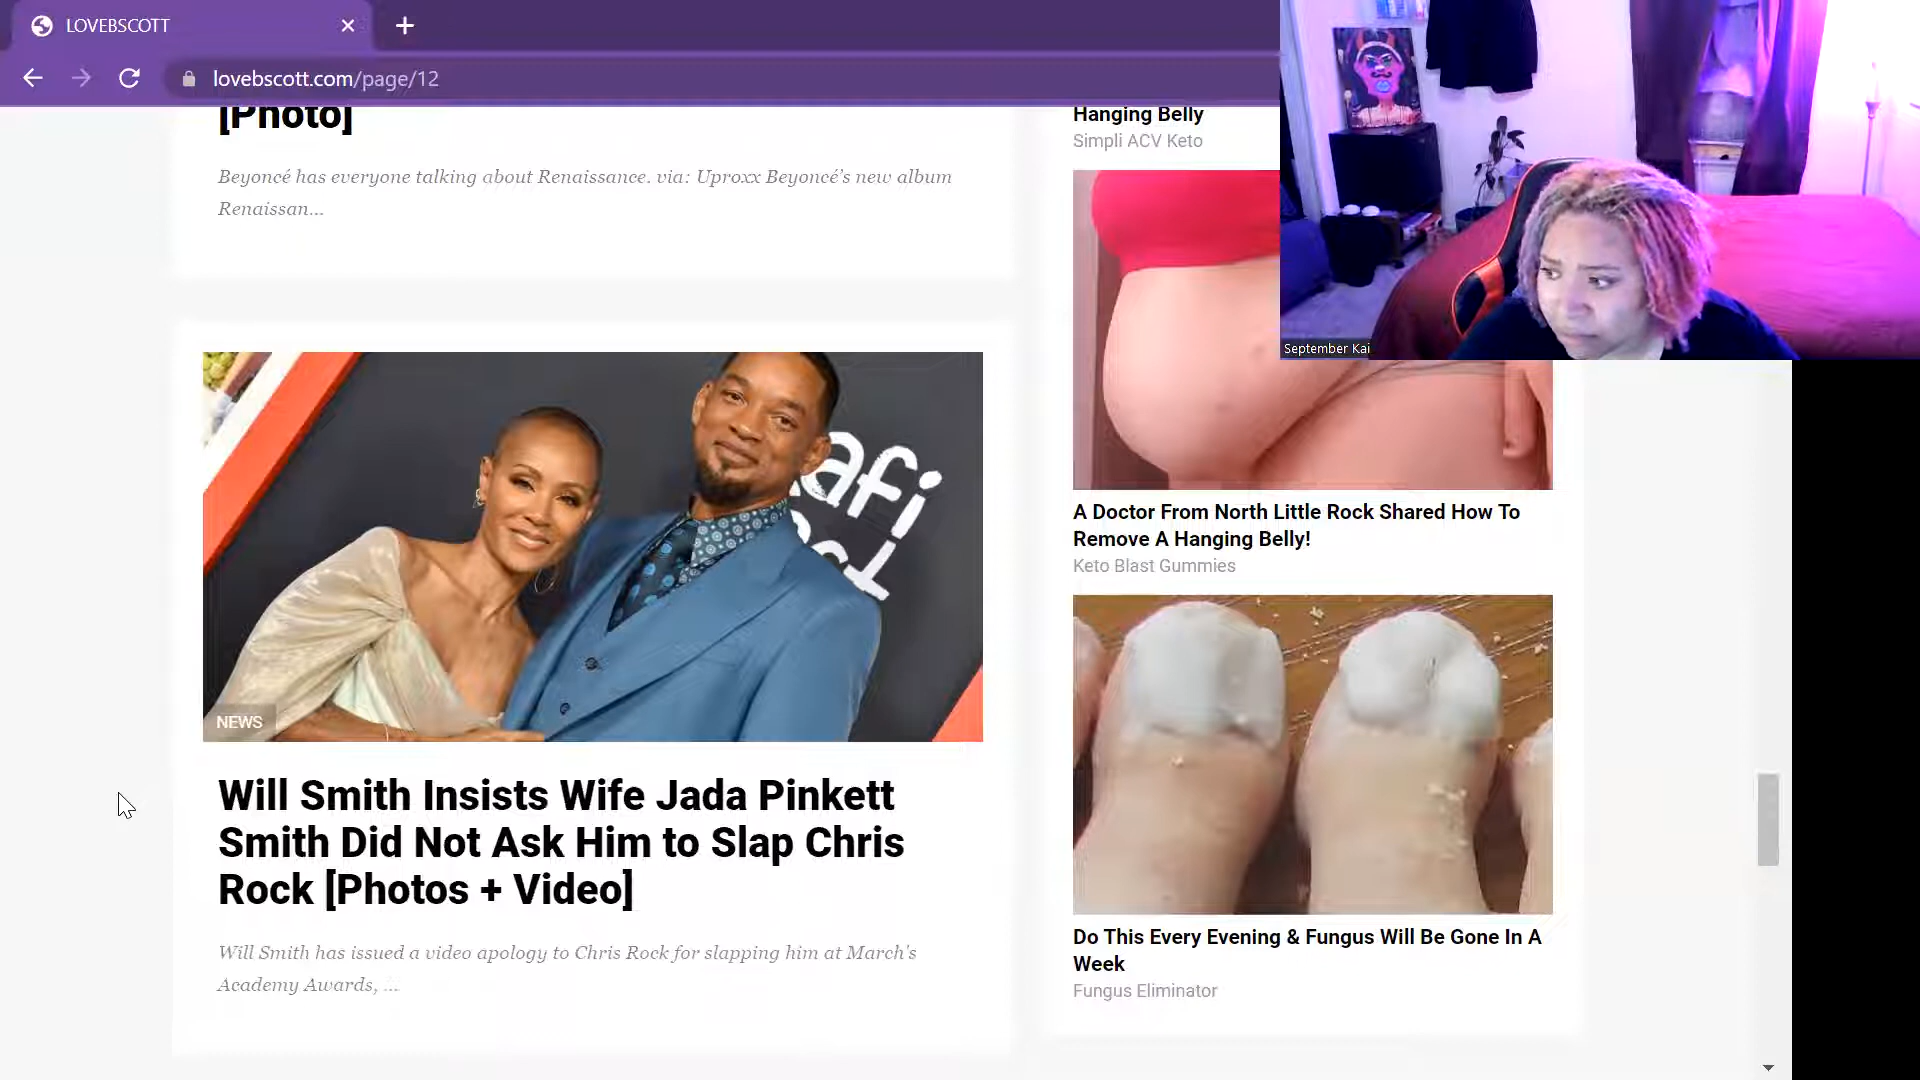 LOVEBSCOTT
lovebscott.com/page/12
[Photo]
Beyoncé has everyone talking about Renaissance. via: Uproxx Beyoncé’s new album
Renaissan...
NEWS
Will Smith Insists Wife Jada Pinkett
Smith Did Not Ask Him to Slap Chris
Rock [Photos + Video]
Will Smith has issued a video apology to Chris Rock for slapping him at March's
Academy Awards, ...
Hanging Belly
Simpli ACV Keto
A Doctor From North Little Rock Shared How To
Remove A Hanging Belly!
Keto Blast Gummies
Do This Every Evening & Fungus Will Be Gone In A
Week
Fungus Eliminator
September Kai